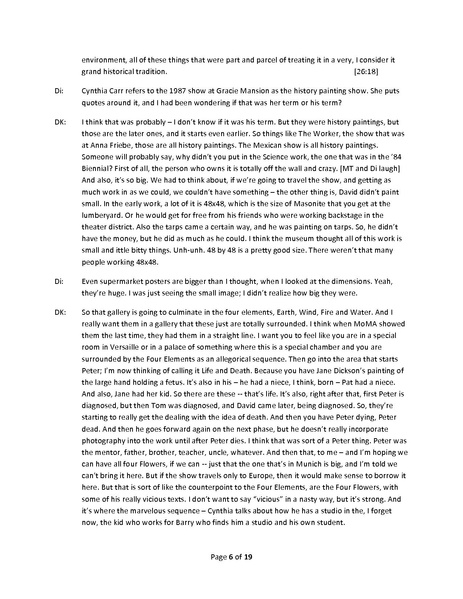 environment, all of these things that were part and parcel of treating it in a very, I consider it
grand historical tradition. [26:18]
Di: Cynthia Carr refers to the 1987 show at Gracie Mansion as the history painting show. She puts
quotes around it, and I had been wondering if that was her term or his term?
DK: I think that was probably – I don't know if it was his term. But they were history paintings, but
those are the later ones, and it starts even earlier. So things like The Worker, the show that was
at Anna Friebe, those are all history paintings. The Mexican show is all history paintings.
Someone will probably say, why didn't you put in the Science work, the one that was in the '84
Biennial? First of all, the person who owns it is totally off the wall and crazy. [MT and Di laugh]
And also, it's so big. We had to think about, if we're going to travel the show, and getting as
much work in as we could, we couldn't have something – the other thing is, David didn't paint
small. In the early work, a lot of it is 48x48, which is the size of Masonite that you get at the
lumberyard. Or he would get for free from his friends who were working backstage in the
theater district. Also the tarps came a certain way, and he was painting on tarps. So, he didn't
have the money, but he did as much as he could. I think the museum thought all of this work is
small and ittle bitty things. Unh-unh. 48 by 48 is a pretty good size. There weren't that many
people working 48x48.
Di: Even supermarket posters are bigger than I thought, when I looked at the dimensions. Yeah,
they're huge. I was just seeing the small image; I didn't realize how big they were.
DK: So that gallery is going to culminate in the four elements, Earth, Wind, Fire and Water. And I
really want them in a gallery that these just are totally surrounded. I think when MoMA showed
them the last time, they had them in a straight line. I want you to feel like you are in a special
room in Versaille or in a palace of something where this is a special chamber and you are
surrounded by the Four Elements as an allegorical sequence. Then go into the area that starts
Peter; I'm now thinking of calling it Life and Death. Because you have Jane Dickson's painting of
the large hand holding a fetus. It's also in his – he had a niece, I think, born – Pat had a niece.
And also, Jane had her kid. So there are these -- that's life. It's also, right after that, first Peter is
diagnosed, but then Tom was diagnosed, and David came later, being diagnosed. So, they're
starting to really get the dealing with the idea of death. And then you have Peter dying, Peter
dead. And then he goes forward again on the next phase, but he doesn't really incorporate
photography into the work until after Peter dies. I think that was sort of a Peter thing. Peter was
the mentor, father, brother, teacher, uncle, whatever. And then that, to me – and I'm hoping we
can have all four Flowers, if we can -- just that the one that's in Munich is big, and I'm told we
can't bring it here. But if the show travels only to Europe, then it would make sense to borrow it
here. But that is sort of like the counterpoint to the Four Elements, are the Four Flowers, with
some of his really vicious texts. I don't want to say "vicious" in a nasty way, but it's strong. And
it's where the marvelous sequence – Cynthia talks about how he has a studio in the, I forget
now, the kid who works for Barry who finds him a studio and his own student.
Page 6 of 19